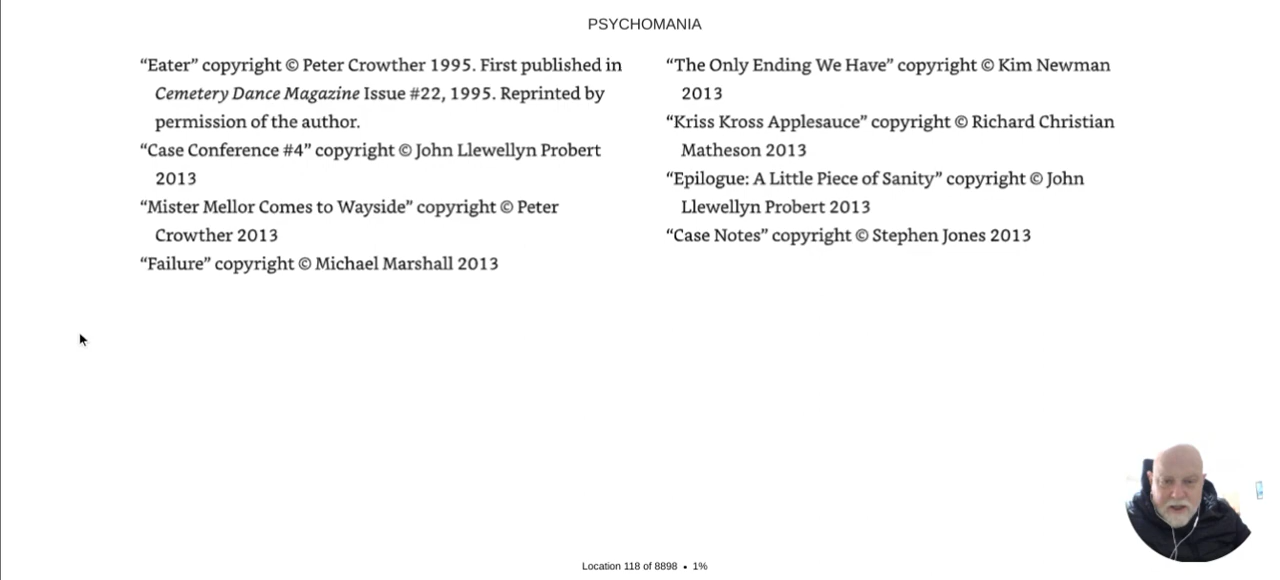 PSYCHOMANIA
“Eater” copyright © Peter Crowther 1995. First published in
Cemetery Dance Magazine Issue #22, 1995. Reprinted by
permission of the author.
“Case Conference #4” copyright © John Llewellyn Probert
2013
“Mister Mellor Comes to Wayside” copyright © Peter
Crowther 2013
“Failure” copyright © Michael Marshall 2013
“The Only Ending We Have” copyright © Kim Newman
2013
“Kriss Kross Applesauce” copyright © Richard Christian
Matheson 2013
“Epilogue: A Little Piece of Sanity” copyright © John
Llewellyn Probert 2013
“Case Notes” copyright © Stephen Jones 2013
Location 118 of 8898 • 1%